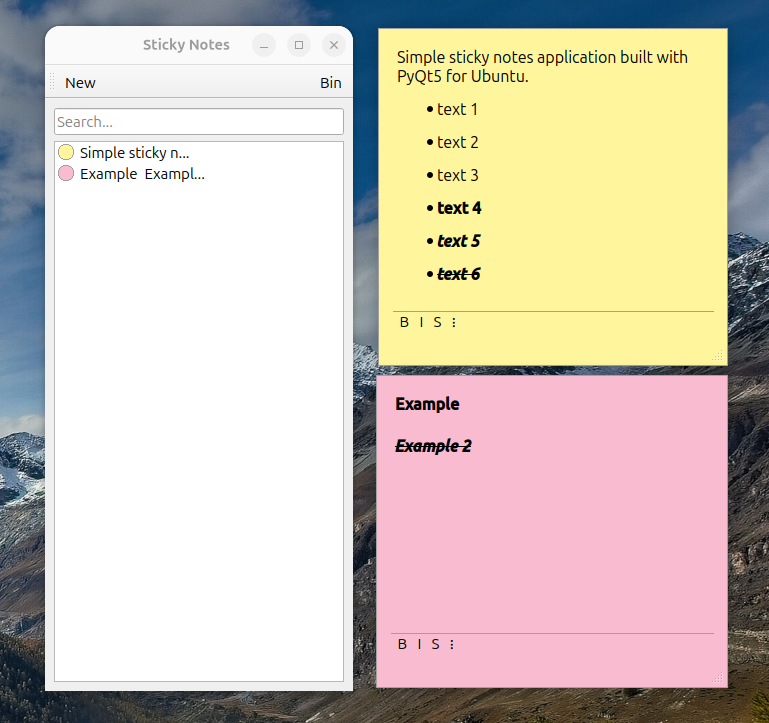 Sticky Notes
New Bin
Search...
Simple sticky n...
Example Exampl...
Simple sticky notes application built with
PyQt5 for Ubuntu.
• text 1
• text 2
• text 3
• text 4
• text 5
• text 6
B I S ⋮
Example
Example 2
B I S ⋮